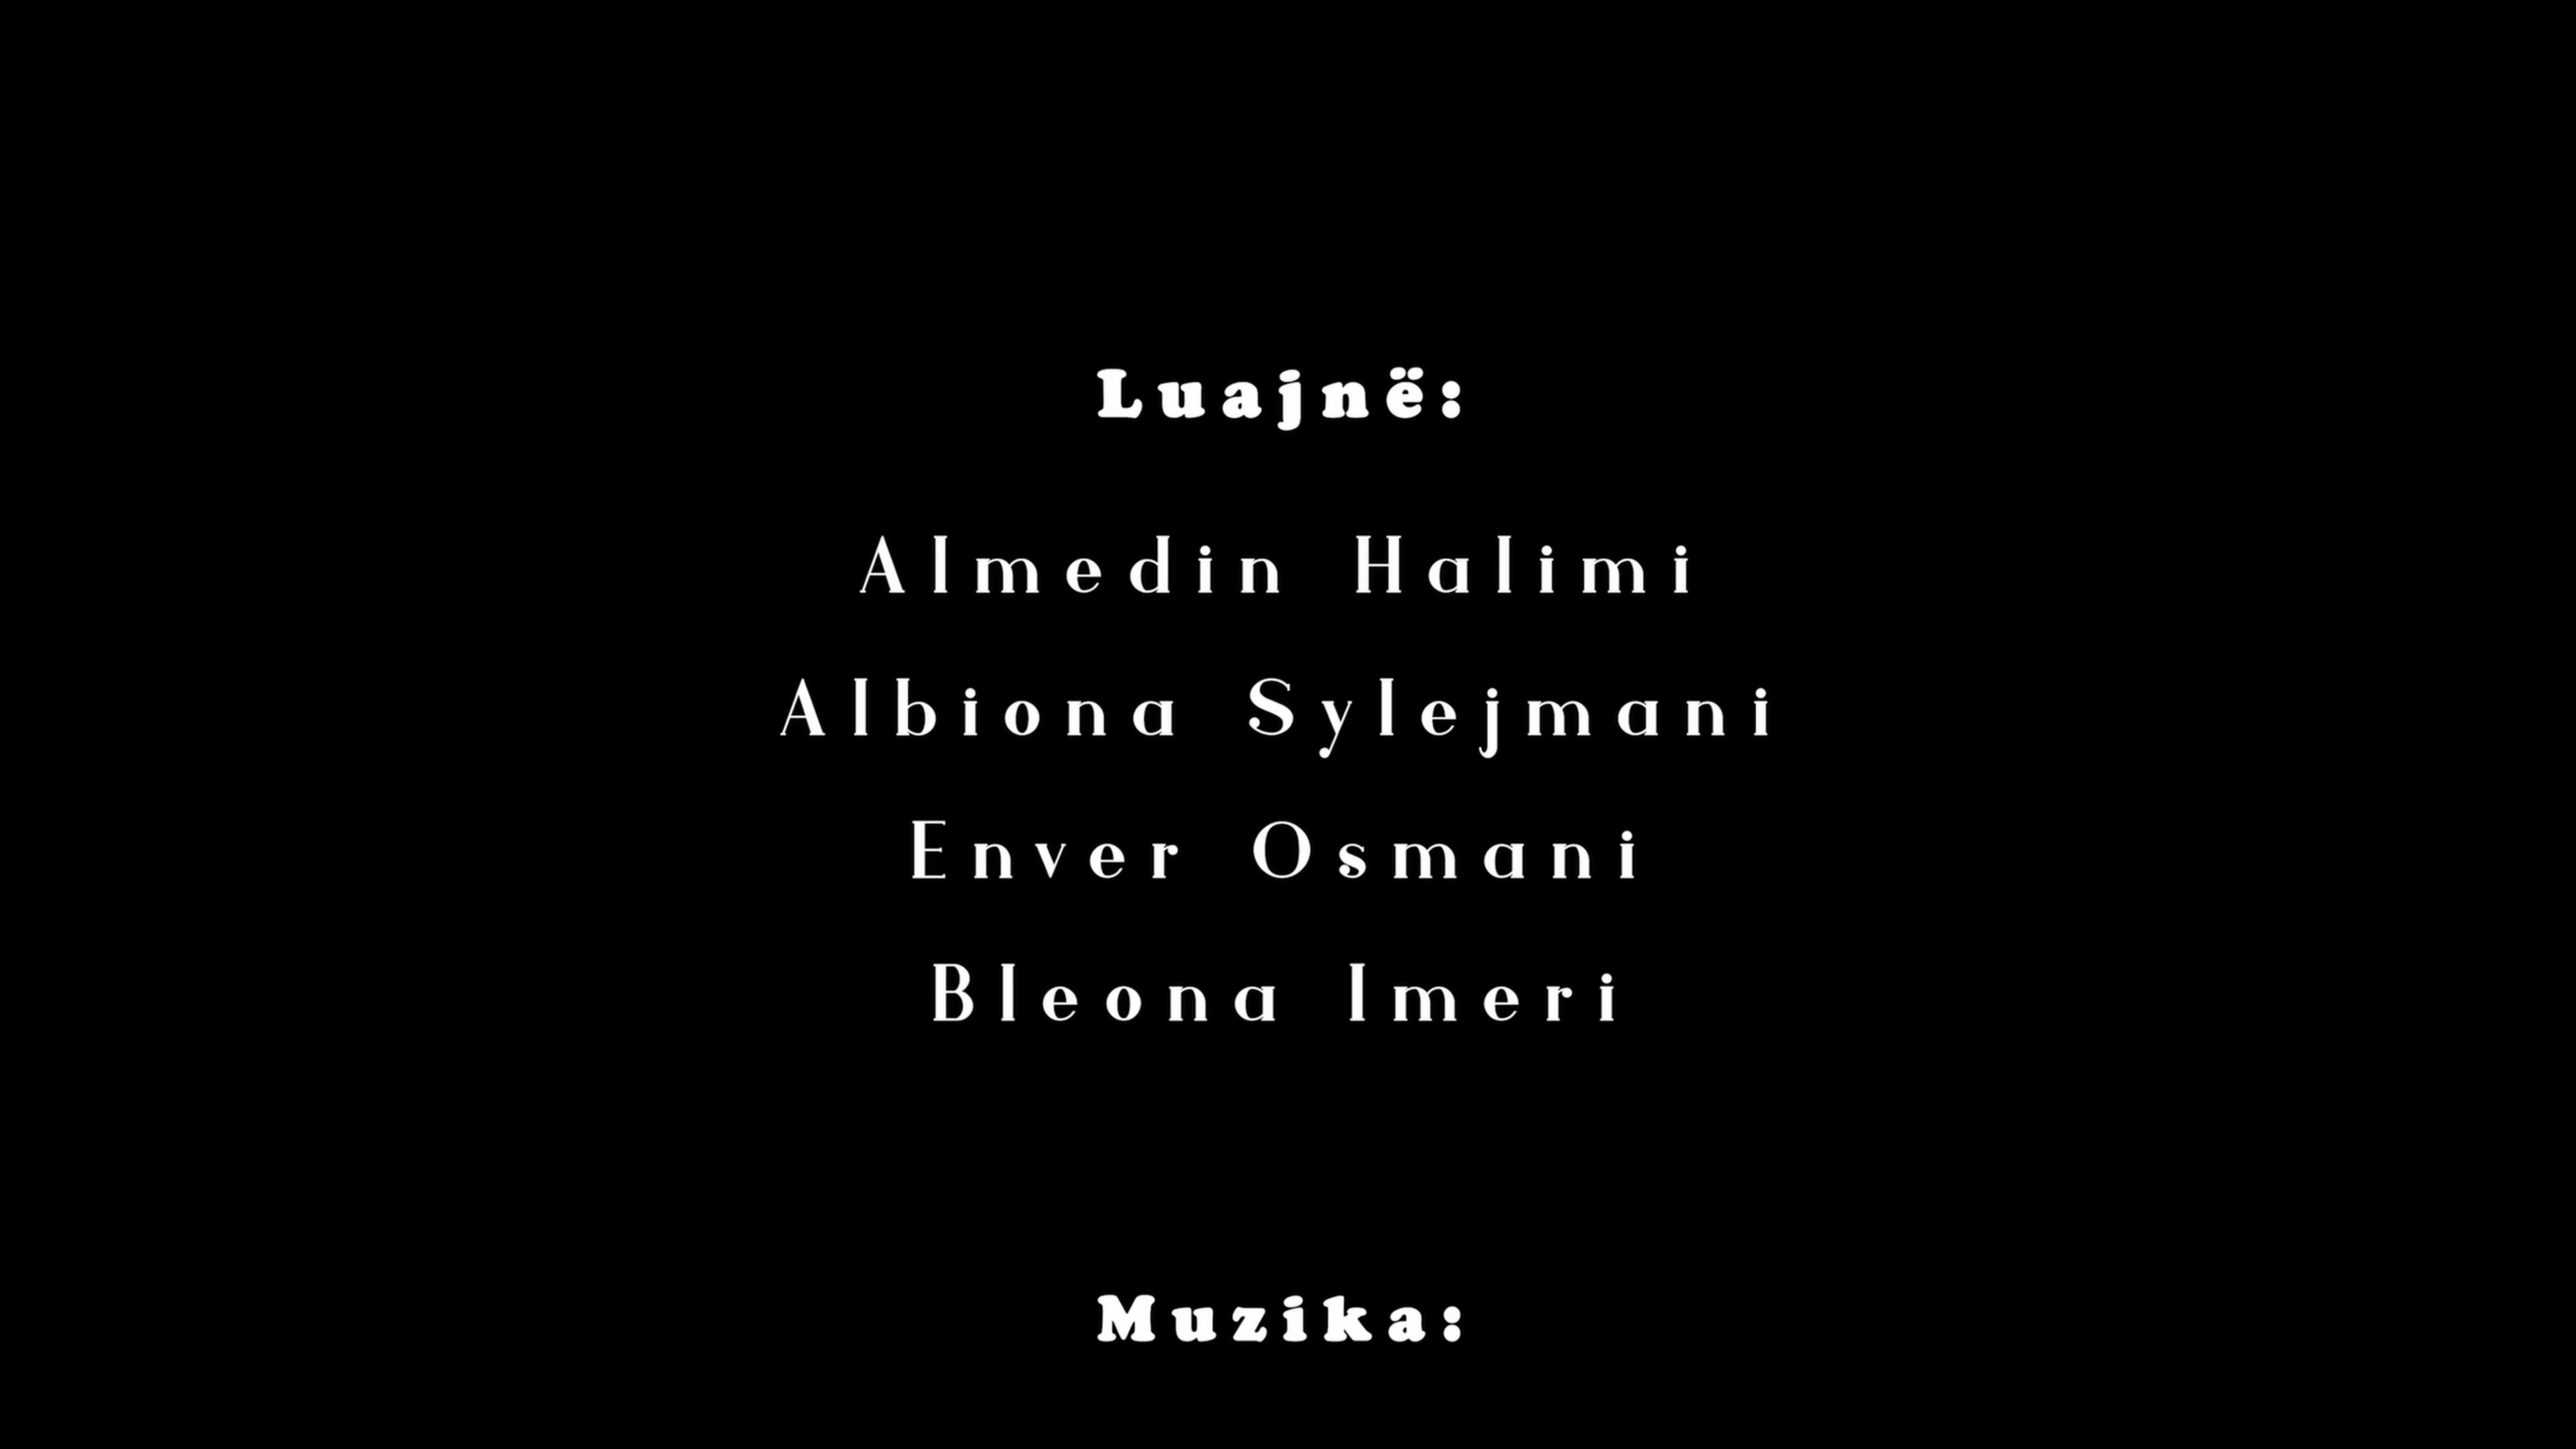 Luajnë:
Almedin Halimi
Albiona Sylejmani
Enver Osmani
Bleona Imeri
Muzika: